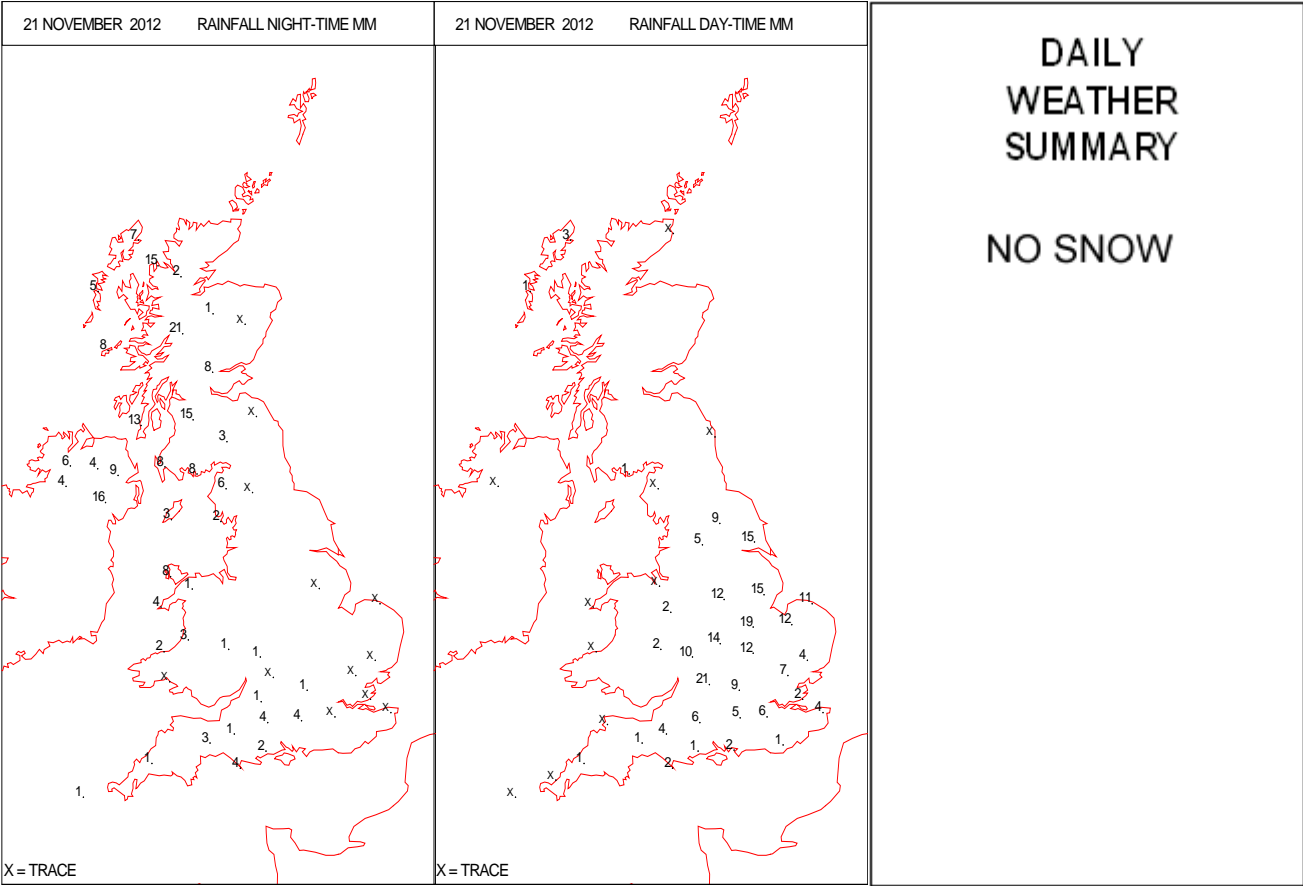 21 NOVEMBER 2012 RAINFALL NIGHT-TIME MM
7
15
2
5
1
X
21
8
8
X
13
15
3
6
4
9
8
8
4
6
X
16
3
2
8
1
X
4
X
3
2
1
1
X
X
X
X
1
1
X
4
4
X
X
1
3
2
1
4
1
X = TRACE
21 NOVEMBER 2012 RAINFALL DAY-TIME MM
3
X
1
X
1
X
X
9
5
15
X
15
12
11
X
2
12
19
14
X
2
12
10
4
7
21
9
2
4
6
5
6
X
4
1
1
2
1
1
2
X
X
X = TRACE
DAILY
WEATHER
SUMMARY
NO SNOW